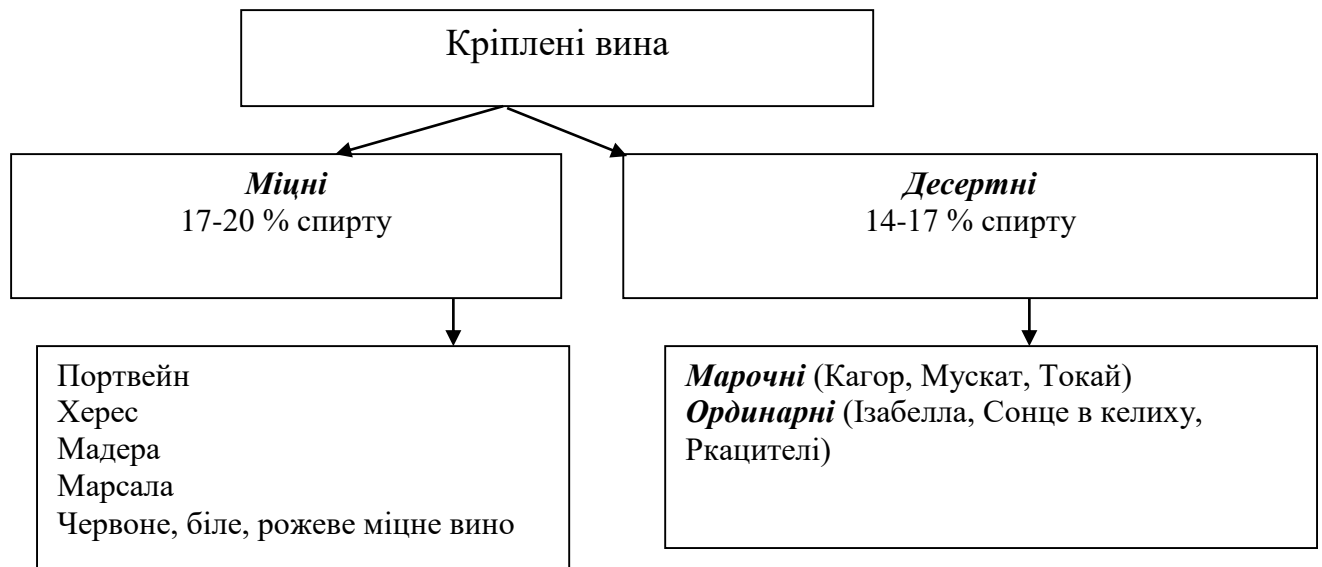 Кріплені вина
Міцні
17-20 % спирту
Десертні
14-17 % спирту
Портвейн
Херес
Мадера
Марсала
Червоне, біле, рожеве міцне вино
Марочні (Кагор, Мускат, Токай)
Ординарні (Ізабелла, Сонце в келиху,
Ркацителі)